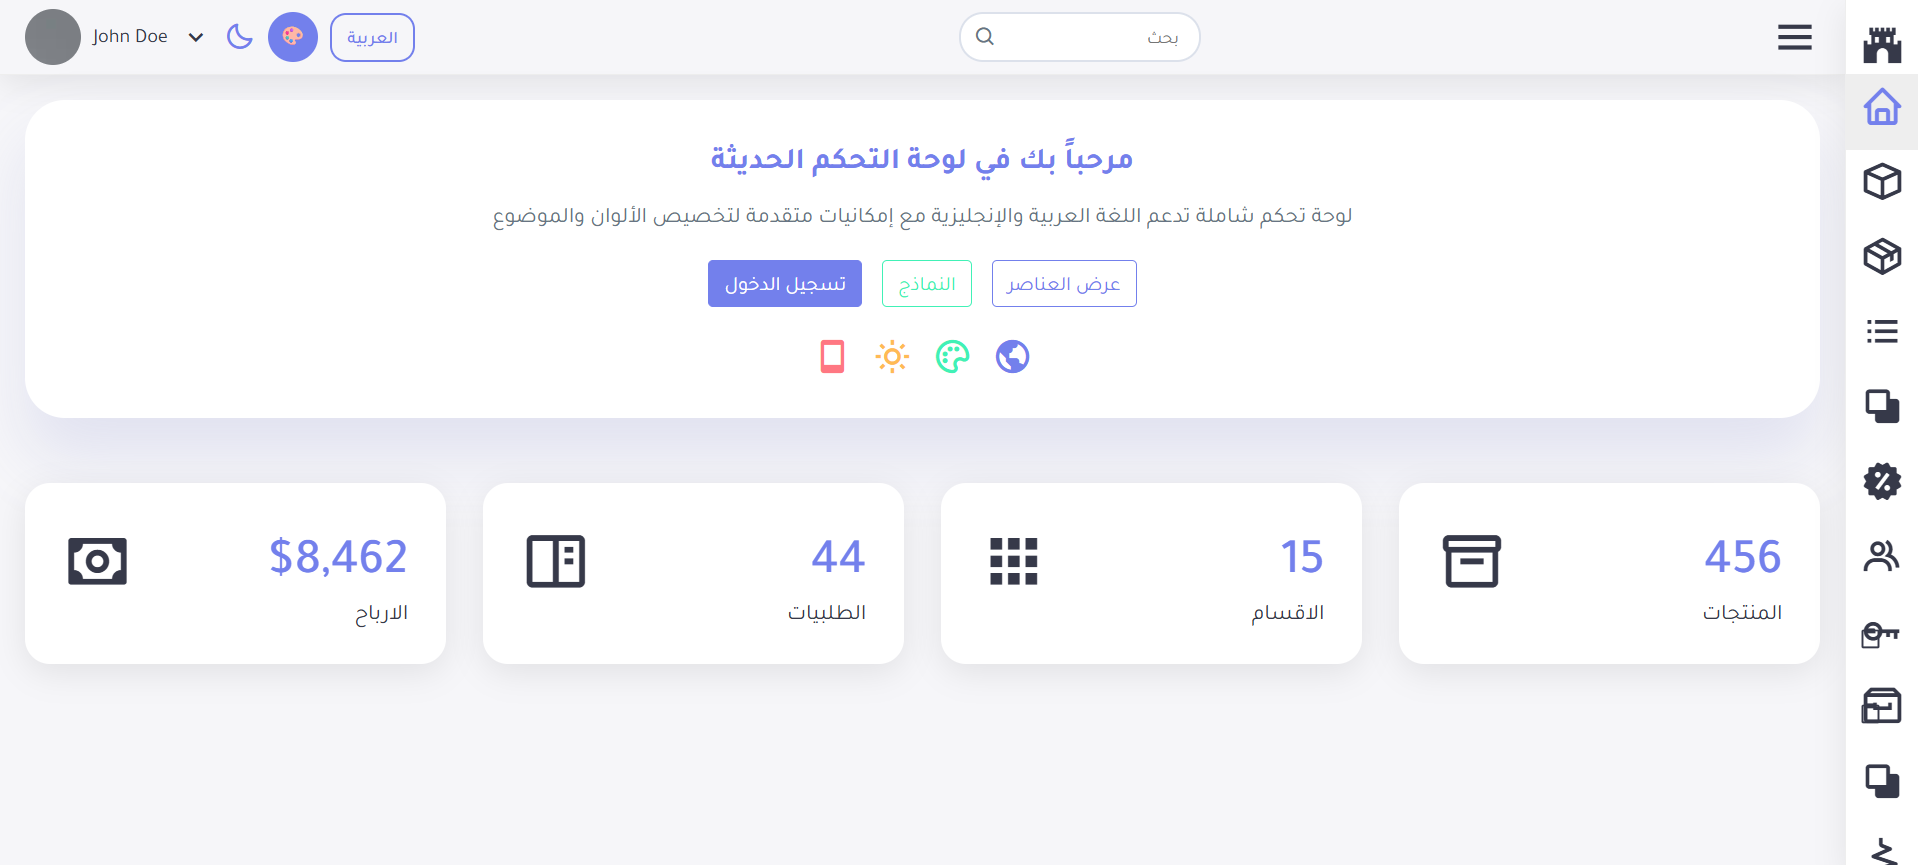 بحث
العربية
John Doe
مرحباً بك في لوحة التحكم الحديثة
لوحة تحكم شاملة تدعم اللغة العربية والإنجليزية مع إمكانيات متقدمة لتخصيص الألوان والموضوع
عرض العناصر
النماذج
تسجيل الدخول
456
المنتجات
15
الاقسام
44
الطلبيات
$8,462
الارباح